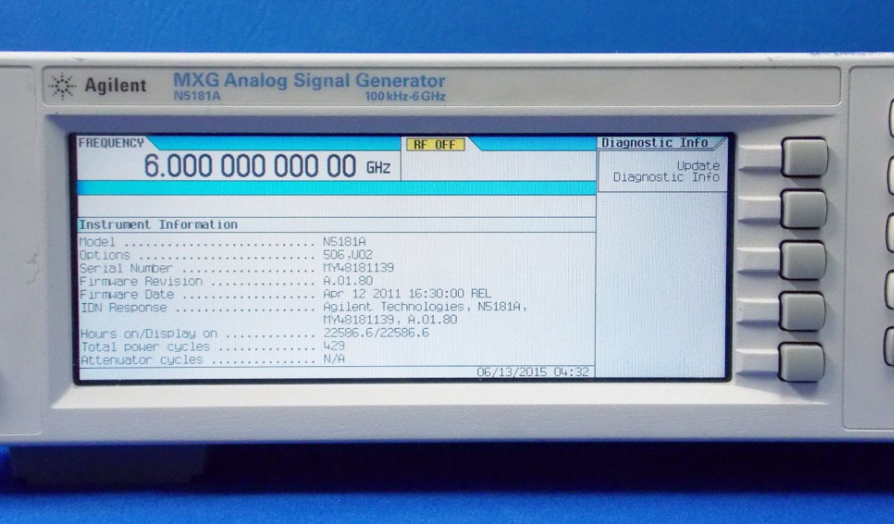 Agilent MXG Analog Signal Generator
N5181A 100 kHz-6 GHz
FREQUENCY
6.000 000 000 00 GHz
RF OFF
Diagnostic Info
Update
Diagnostic Info
Instrument Information
Model ........................... N5181A
Options ......................... 506,U02
Serial Number ................... MY48181139
Firmware Revision ............... A.01.80
Firmware Date ................... Apr 12 2011 16:30:00 REL
IDN Response .................... Agilent Technologies, N5181A,
MY48181139, A.01.80
Hours on/Display on ............. 22586.6/22586.6
Total power cycles .............. 429
Attenuator cycles ............... N/A
06/13/2015 04:32